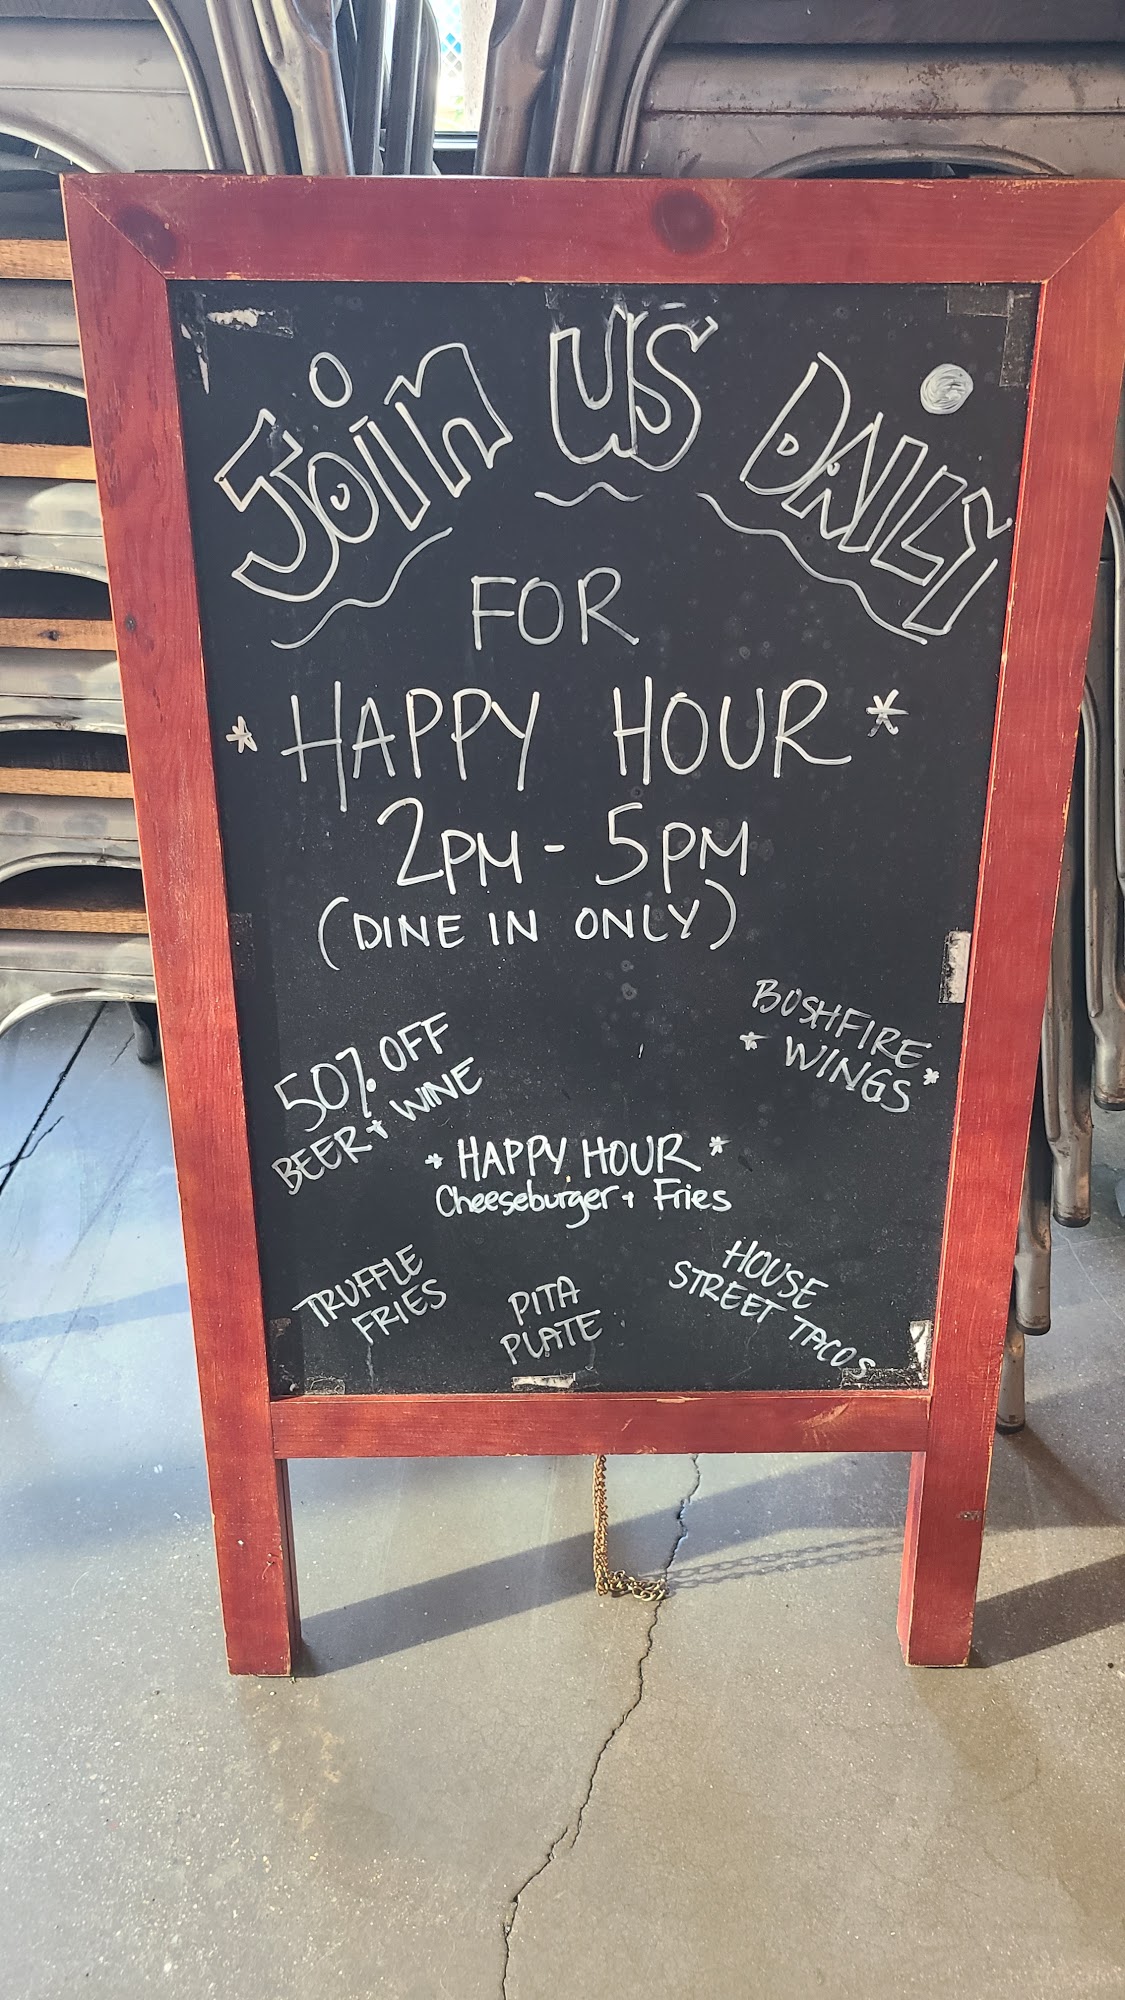 Join US DAILY
FOR
* HAPPY HOUR *
2PM - 5PM
(DINE IN ONLY)
50% OFF
BEER + WINE
BUSHFIRE
* WINGS *
* HAPPY HOUR *
Cheeseburger + Fries
TRUFFLE
FRIES
PITA
PLATE
HOUSE
STREET TACOS